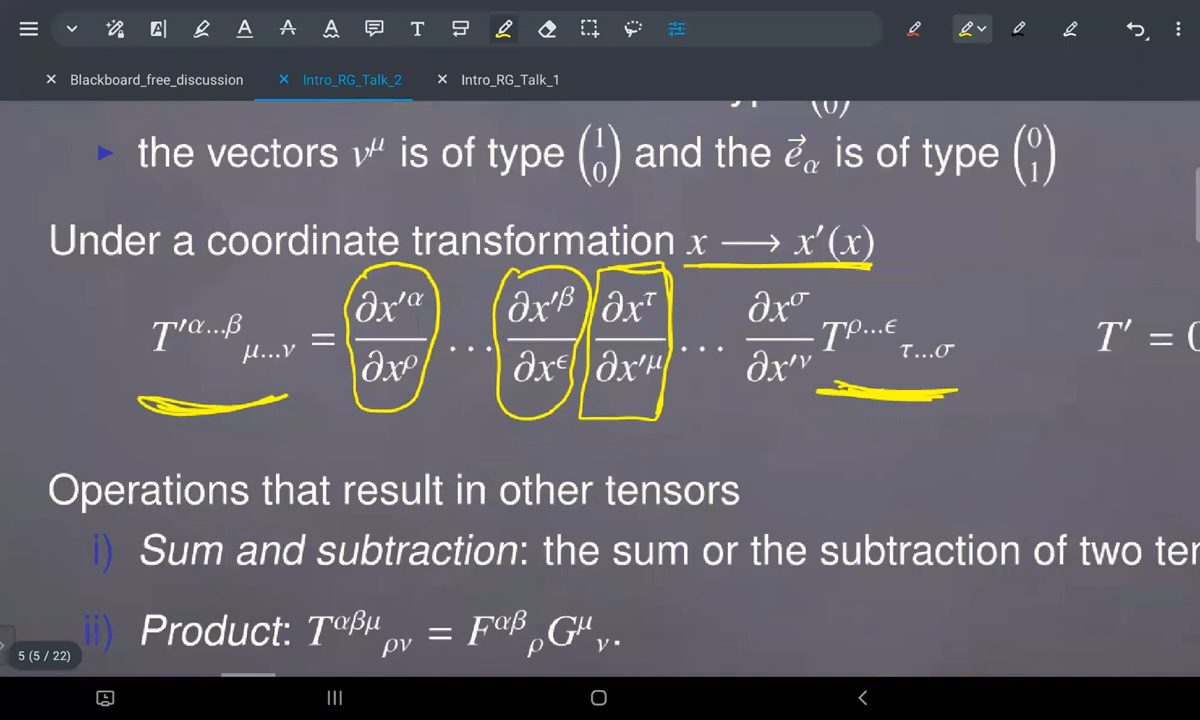 Blackboard_free_discussion Intro_RG_Talk_2 Intro_RG_Talk_1
(0)
▶ the vectors v^μ is of type (1 0) and the e⃗_α is of type (0 1)
Under a coordinate transformation x ⟶ x′(x)
T′^{α…β}_{μ…ν} = ∂x′^α/∂x^ρ … ∂x′^β/∂x^ϵ ∂x^τ/∂x′^μ … ∂x^σ/∂x′^ν T^{ρ…ϵ}_{τ…σ} T′ =
Operations that result in other tensors
i) Sum and subtraction: the sum or the subtraction of two
ii) Product: T^{αβμ}_{ρν} = F^{αβ}_ρ G^μ_ν.
5 (5 / 22)